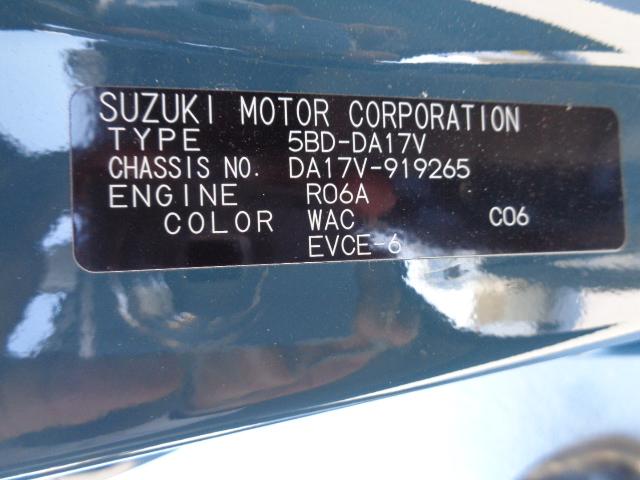 SUZUKI MOTOR CORPORATION
TYPE 5BD-DA17V
CHASSIS NO. DA17V-919265
ENGINE R06A
COLOR WAC C06
EVCE-6